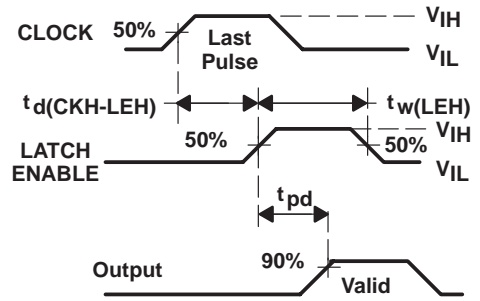 CLOCK 50% Last Pulse VIH
VIL
td(CKH-LEH) tw(LEH)
LATCH ENABLE 50% 50% VIH
VIL
tpd
Output 90% Valid